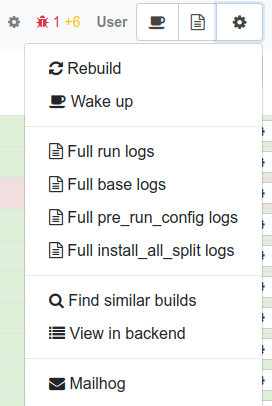 1 +6 User
Rebuild
Wake up
Full run logs
Full base logs
Full pre_run_config logs
Full install_all_split logs
Find similar builds
View in backend
Mailhog